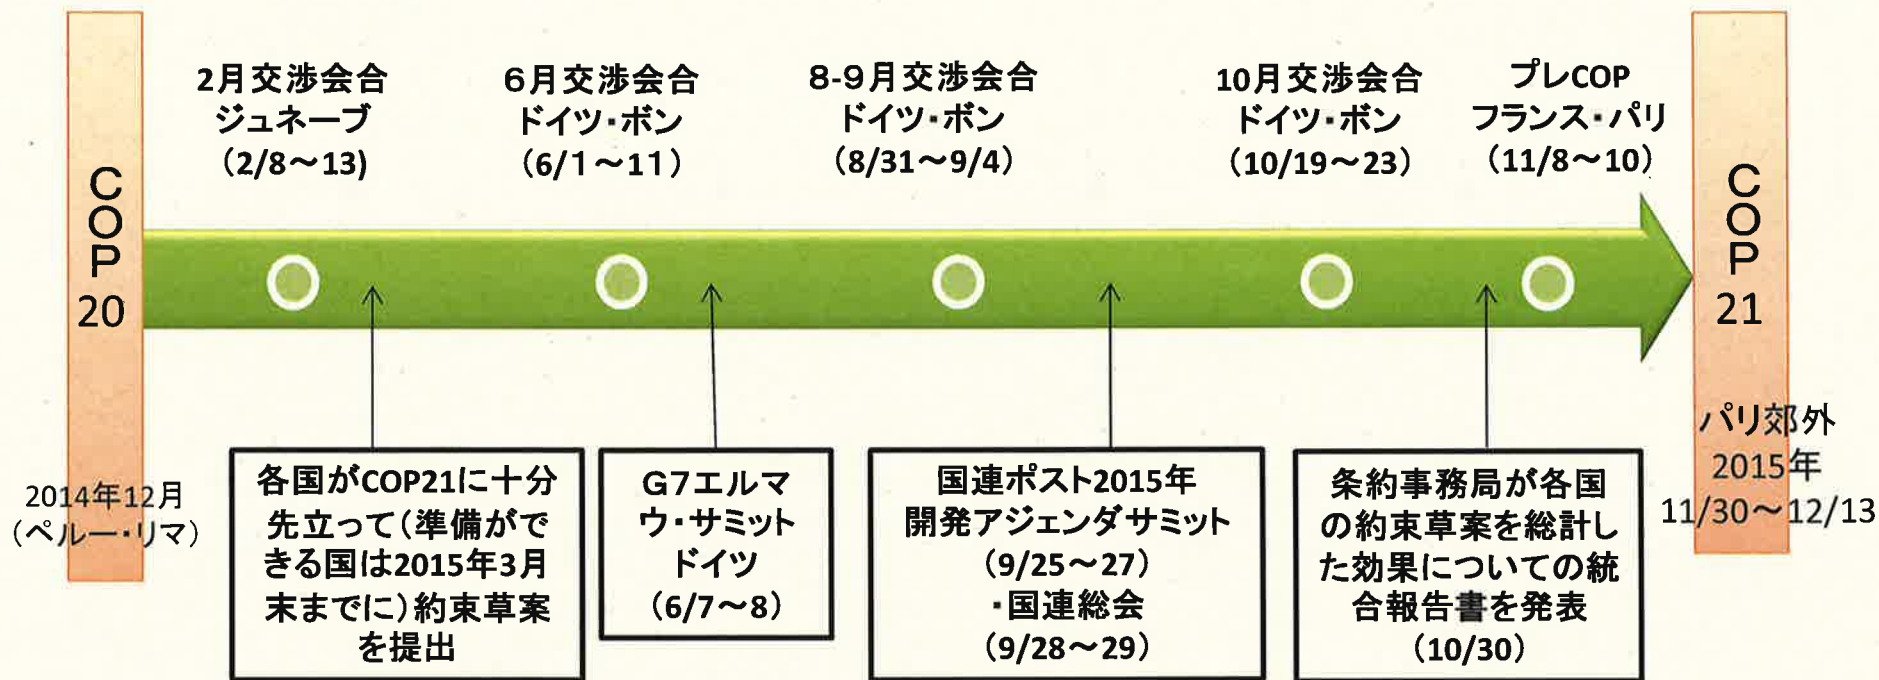 COP
20
2014年12月
（ペルー・リマ）
2月交渉会合
ジュネーブ
（2/8～13）
6月交渉会合
ドイツ・ボン
（6/1～11）
8-9月交渉会合
ドイツ・ボン
（8/31～9/4）
10月交渉会合
ドイツ・ボン
（10/19～23）
プレCOP
フランス・パリ
（11/8～10）
各国がCOP21に十分
先立って（準備がで
きる国は2015年3月
末までに）約束草案
を提出
G7エルマ
ウ・サミット
ドイツ
（6/7～8）
国連ポスト2015年
開発アジェンダサミット
（9/25～27）
・国連総会
（9/28～29）
条約事務局が各国
の約束草案を総計し
た効果についての統
合報告書を発表
（10/30）
COP
21
パリ郊外
2015年
11/30～12/13